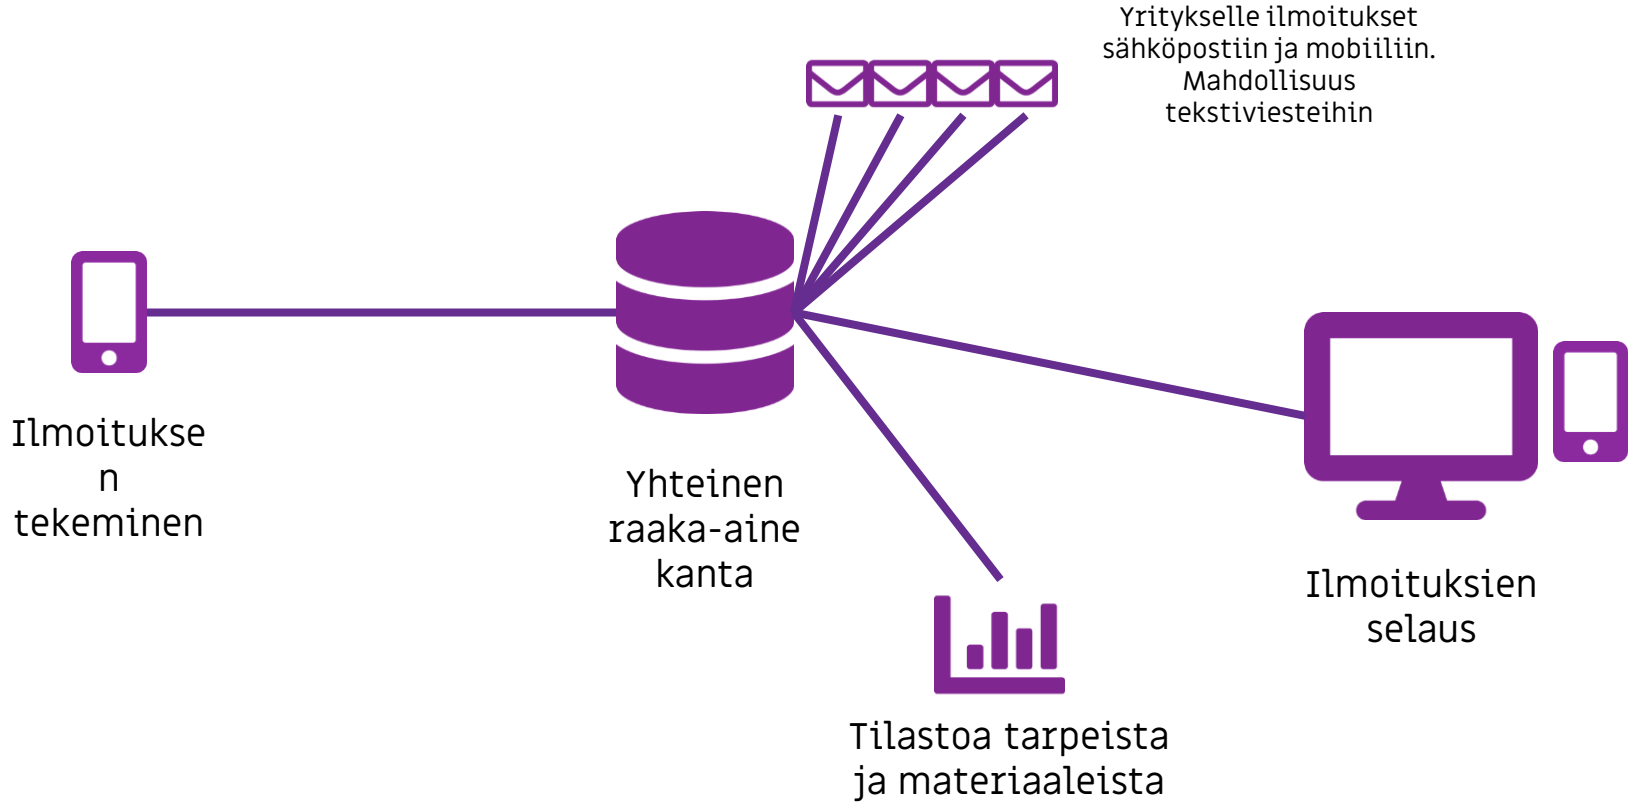 Yritykselle ilmoitukset
sähköpostiin ja mobiiliin.
Mahdollisuus
tekstiviesteihin
Ilmoitukse
n
tekeminen
Yhteinen
raaka-aine
kanta
Ilmoituksien
selaus
Tilastoa tarpeista
ja materiaaleista